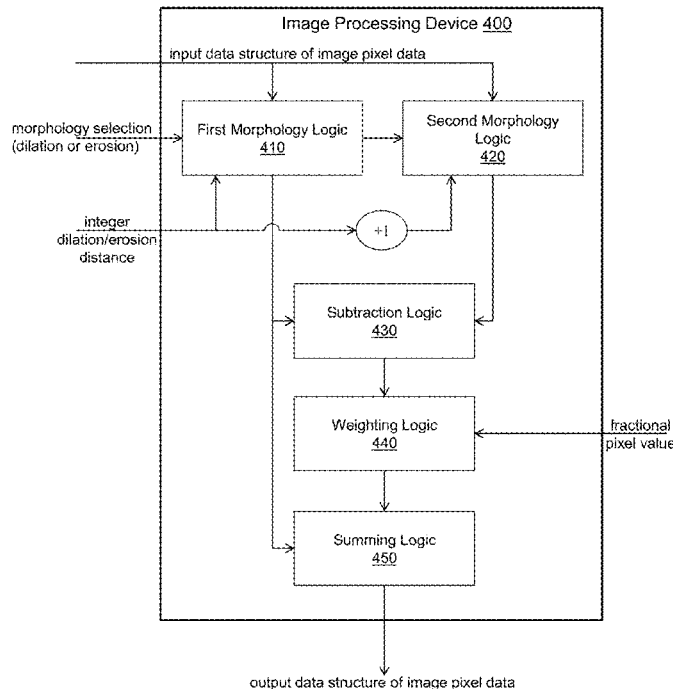 Image Processing Device 400
input data structure of image pixel data
morphology selection
(dilation or erosion)
First Morphology Logic
410
Second Morphology
Logic
420
integer
dilation/erosion
distance
+1
Subtraction Logic
430
Weighting Logic
440
fractional
pixel value
Summing Logic
450
output data structure of image pixel data